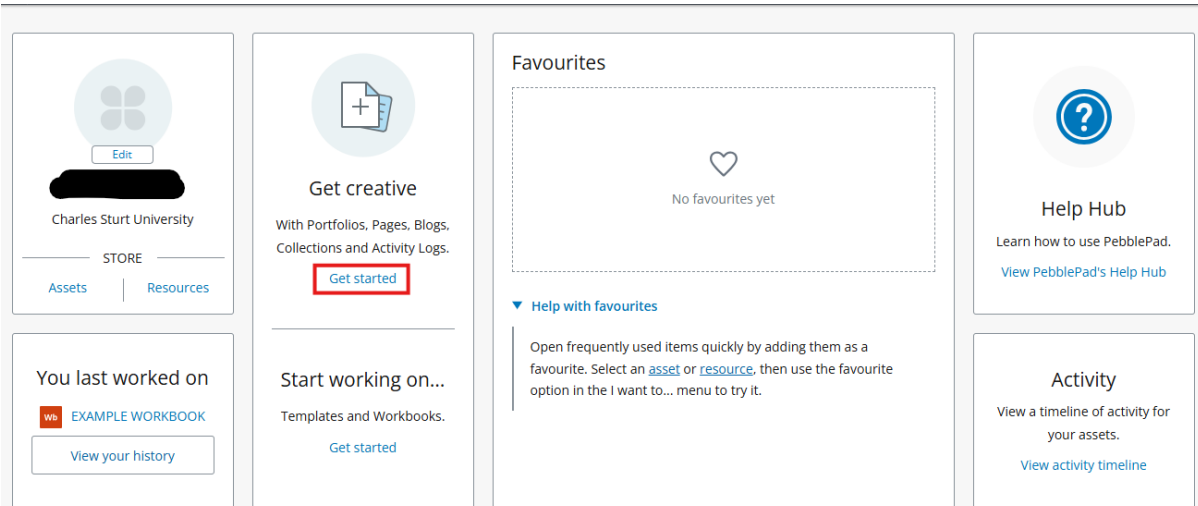 Edit
Charles Sturt University
STORE
Assets
Resources
You last worked on
Wb EXAMPLE WORKBOOK
View your history
Get creative
With Portfolios, Pages, Blogs,
Collections and Activity Logs.
Get started
Start working on...
Templates and Workbooks.
Get started
Favourites
No favourites yet
Help with favourites
Open frequently used items quickly by adding them as a
favourite. Select an asset or resource, then use the favourite
option in the I want to... menu to try it.
?
Help Hub
Learn how to use PebblePad.
View PebblePad's Help Hub
Activity
View a timeline of activity for
your assets.
View activity timeline